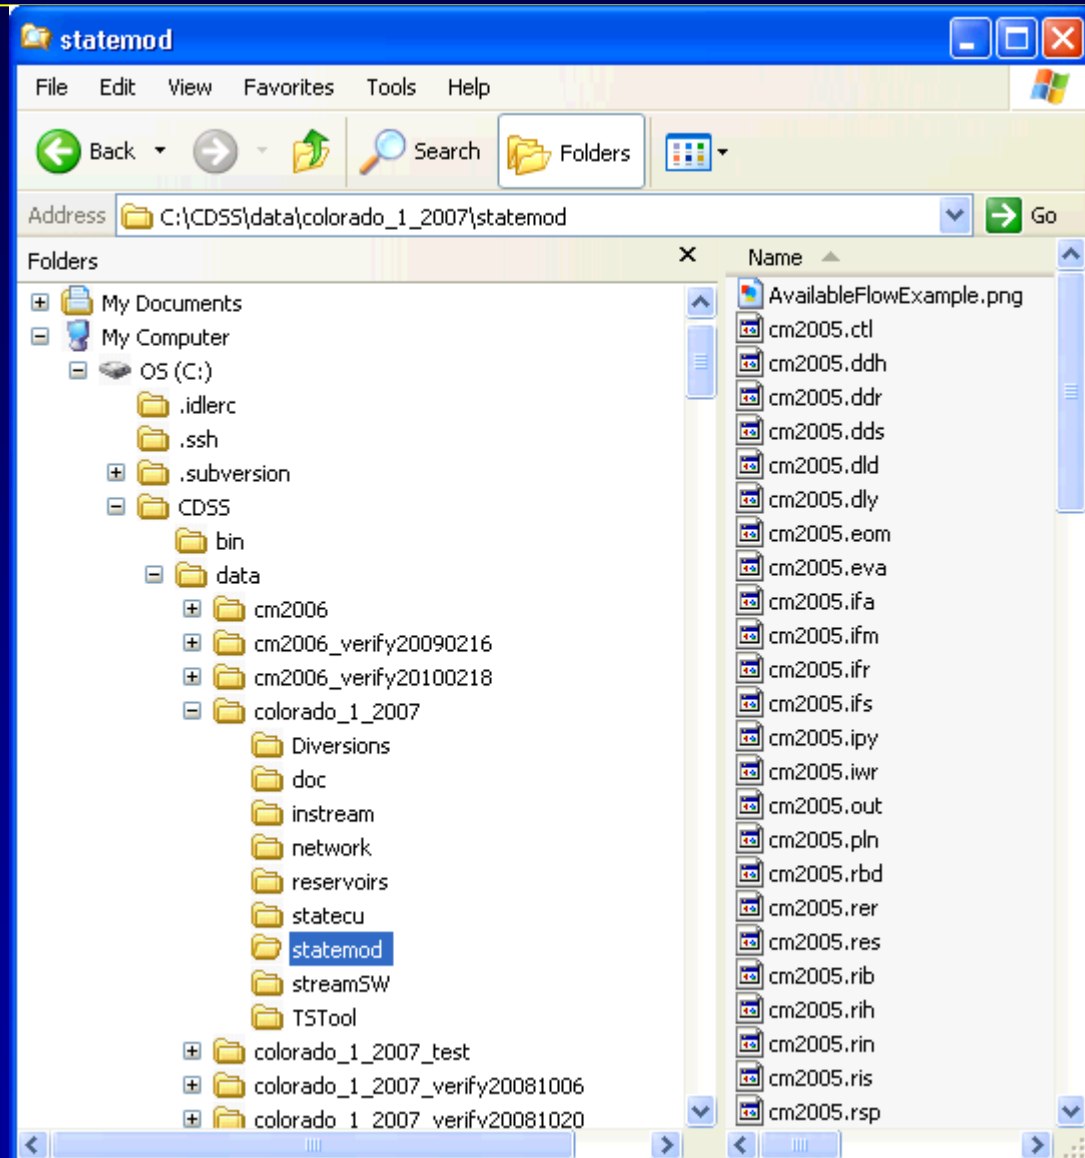 statemod
File Edit View Favorites Tools Help
Back Search Folders
Address C:\CDSS\data\colorado_1_2007\statemod Go
Folders
My Documents
My Computer
OS (C:)
.idlerc
.ssh
.subversion
CDSS
bin
data
cm2006
cm2006_verify20090216
cm2006_verify20100218
colorado_1_2007
Diversions
doc
instream
network
reservoirs
statecu
statemod
streamSW
TSTool
colorado_1_2007_test
colorado_1_2007_verify20081006
colorado_1_2007_verify20081020
Name
AvailableFlowExample.png
cm2005.ctl
cm2005.ddh
cm2005.ddr
cm2005.dds
cm2005.dld
cm2005.dly
cm2005.eom
cm2005.eva
cm2005.ifa
cm2005.ifm
cm2005.ifr
cm2005.ifs
cm2005.ipy
cm2005.iwr
cm2005.out
cm2005.pln
cm2005.rbd
cm2005.rer
cm2005.res
cm2005.rib
cm2005.rih
cm2005.rin
cm2005.ris
cm2005.rsp